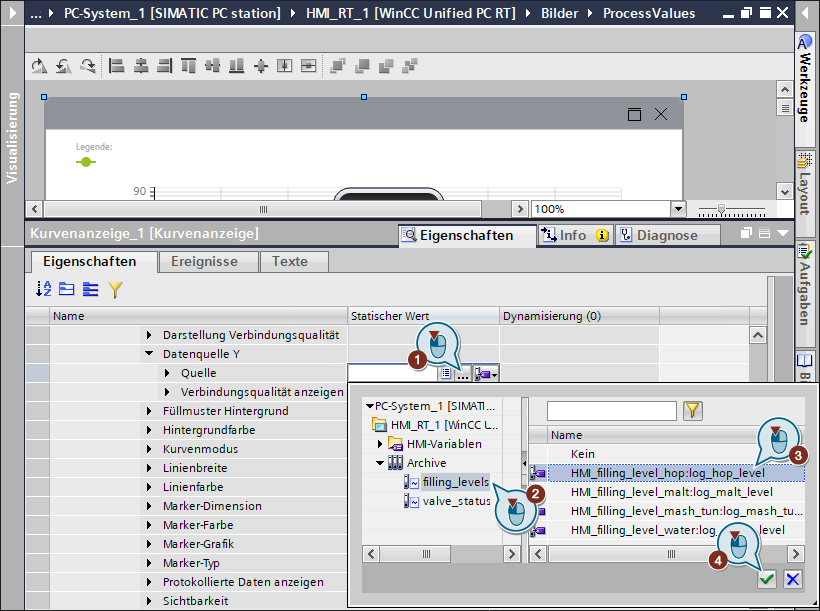 ... PC-System_1 [SIMATIC PC station] HMI_RT_1 [WinCC Unified PC RT] Bilder ProcessValues
Visualisierung
Werkzeuge
Layout
Aufgaben
Legende:
90
100%
Kurvenanzeige_1 [Kurvenanzeige]
Eigenschaften
Info
Diagnose
Eigenschaften
Ereignisse
Texte
Name
Statischer Wert
Dynamisierung (0)
Darstellung Verbindungsqualität
Datenquelle Y
Quelle
Verbindungsqualität anzeigen
Füllmuster Hintergrund
Hintergrundfarbe
Kurvenmodus
Linienbreite
Linienfarbe
Marker-Dimension
Marker-Farbe
Marker-Grafik
Marker-Typ
Protokollierte Daten anzeigen
Sichtbarkeit
1
PC-System_1 [SIMATI...
HMI_RT_1 [WinCC U...
HMI-Variablen
Archive
filling_levels
valve_status
2
Name
Kein
HMI_filling_level_hop:log_hop_level
HMI_filling_level_malt:log_malt_level
HMI_filling_level_mash_tun:log_mash_tu...
HMI_filling_level_water:log_ level
3
4